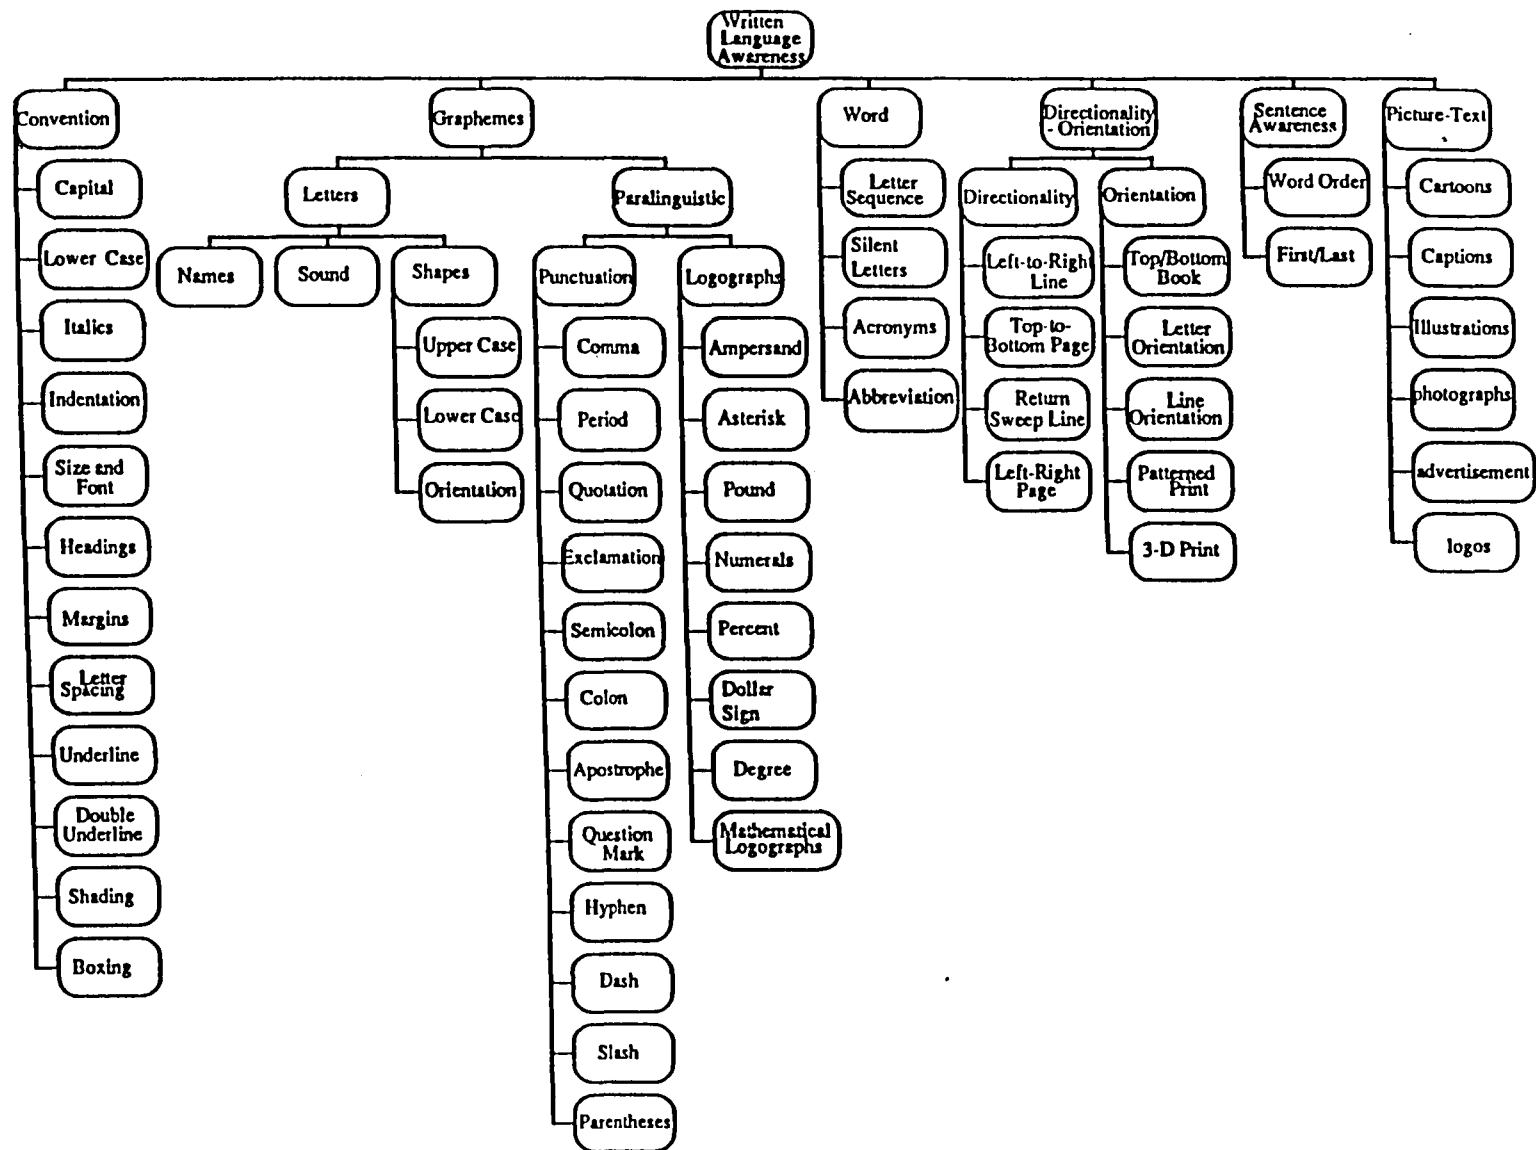 Written
Language
Awareness
Convention
Capital
Lower Case
Italics
Indentation
Size and
Font
Headings
Margins
Letter
Spacing
Underline
Double
Underline
Shading
Boxing
Graphemes
Letters
Names
Sound
Shapes
Upper Case
Lower Case
Orientation
Paralinguistic
Punctuation
Comma
Period
Quotation
Exclamation
Semicolon
Colon
Apostrophe
Question
Mark
Hyphen
Dash
Slash
Parentheses
Logographs
Ampersand
Asterisk
Pound
Numerals
Percent
Dollar
Sign
Degree
Mathematical
Logographs
Word
Letter
Sequence
Silent
Letters
Acronyms
Abbreviation
Directionality
- Orientation
Directionality
Left-to-Right
Line
Top-to-
Bottom Page
Return
Sweep Line
Left-Right
Page
Orientation
Top/Bottom
Book
Letter
Orientation
Line
Orientation
Patterned
Print
3-D Print
Sentence
Awareness
Word Order
First/Last
Picture-Text
Cartoons
Captions
Illustrations
photographs
advertisement
logos